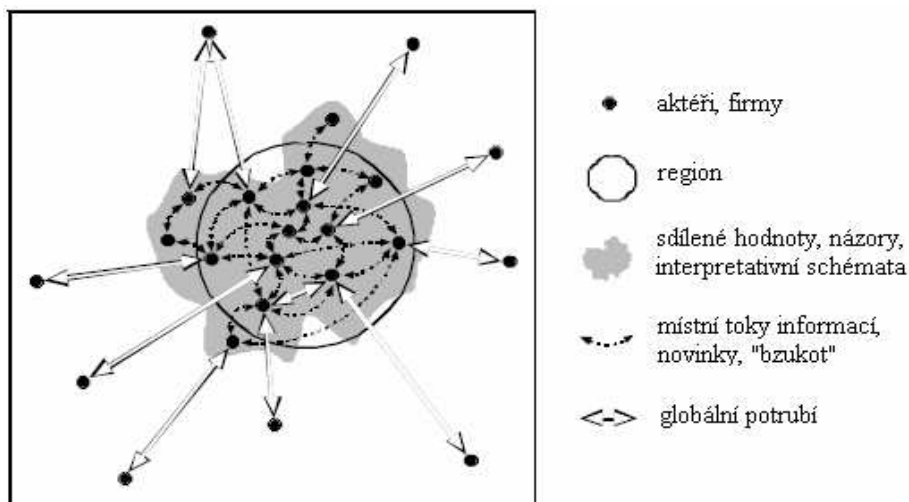 aktéři, firmy
region
sdílené hodnoty, názory,
interpretativní schémata
místní toky informací,
novinky, "bzukot"
globální potrubí